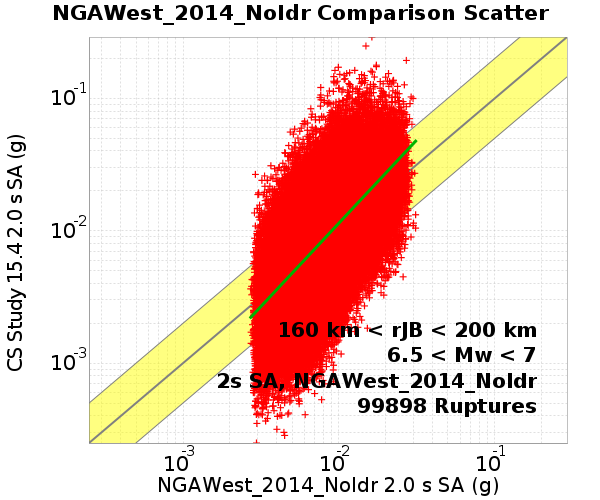 NGAWest_2014_NoIdr Comparison Scatter
CS Study 15.4 2.0 s SA (g)
10-1
10-2
10-3
160 km < rJB < 200 km
6.5 < Mw < 7
2s SA, NGAWest_2014_NoIdr
99898 Ruptures
10-3 10-2 10-1
NGAWest_2014_NoIdr 2.0 s SA (g)